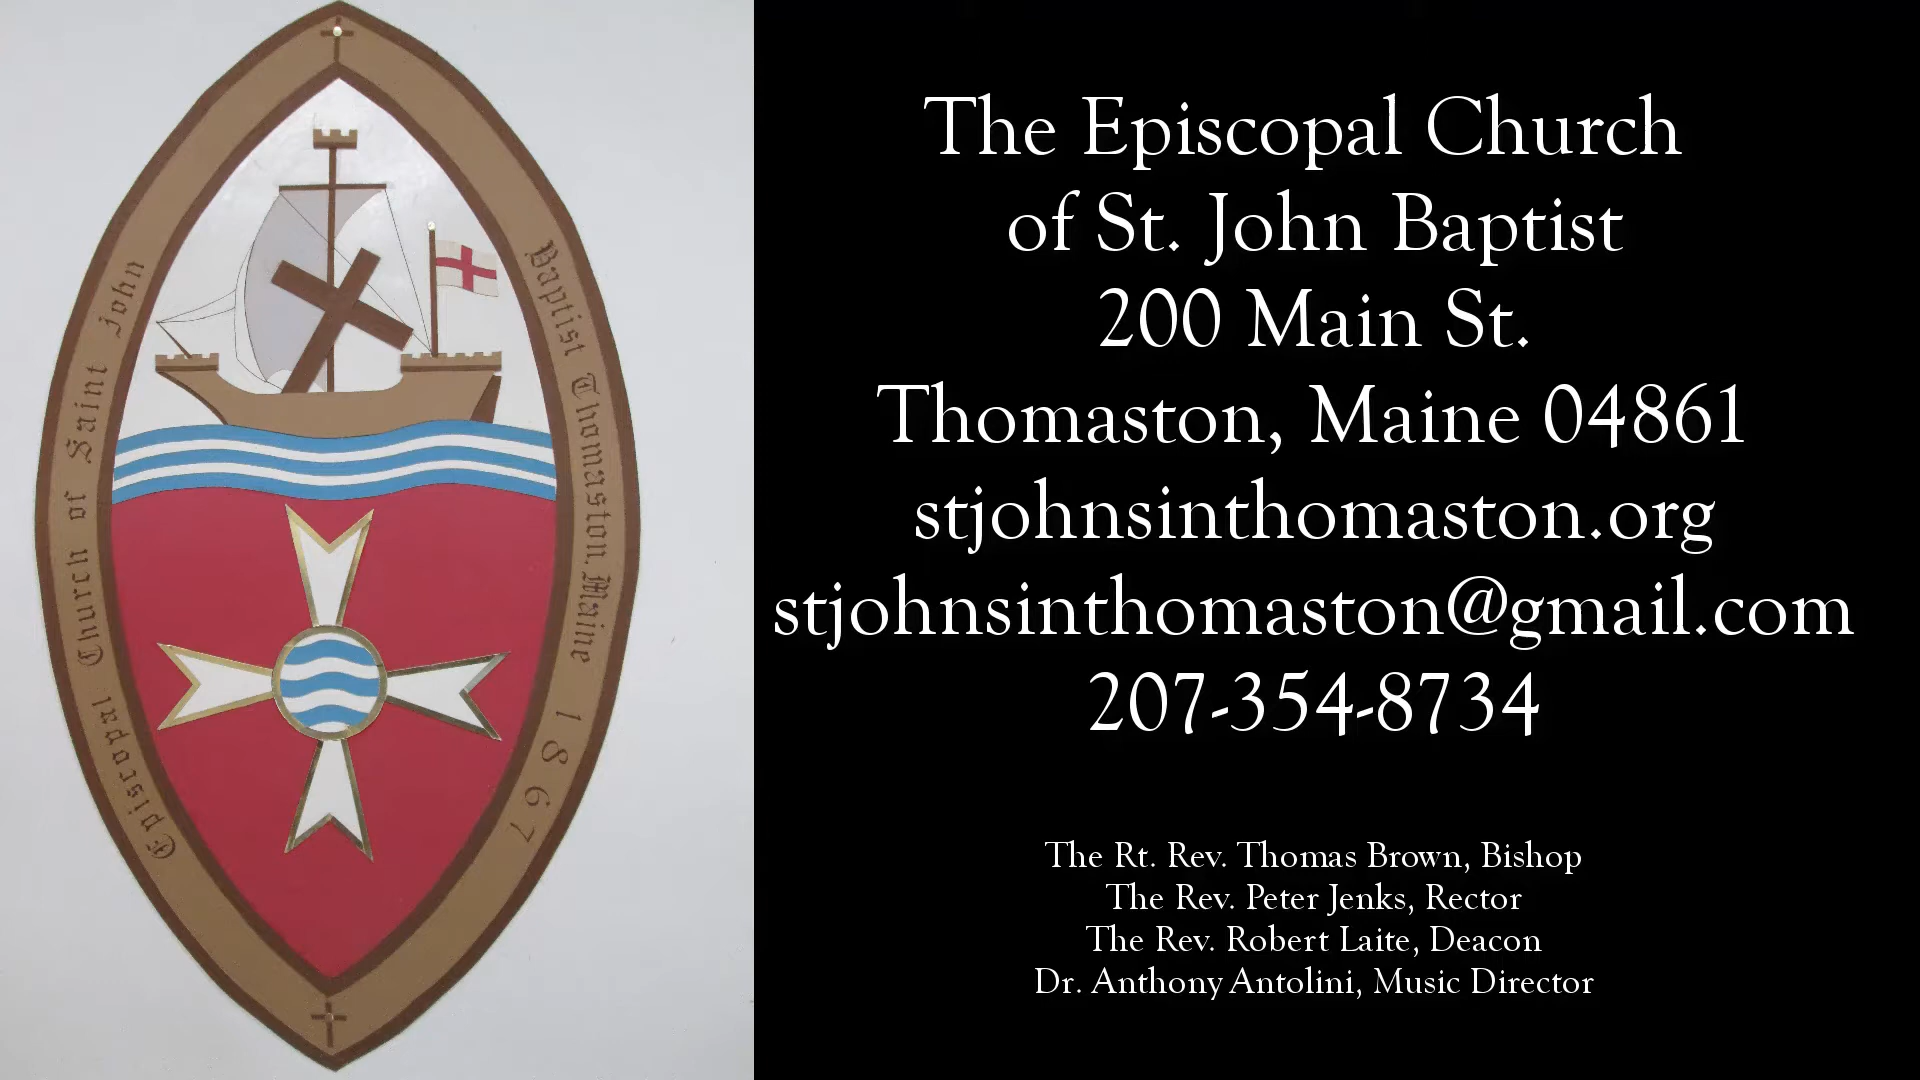 Episcopal Church of Saint John
Baptist Thomaston, Maine 1867
The Episcopal Church
of St. John Baptist
200 Main St.
Thomaston, Maine 04861
stjohnsinthomaston.org
stjohnsinthomaston@gmail.com
207-354-8734
The Rt. Rev. Thomas Brown, Bishop
The Rev. Peter Jenks, Rector
The Rev. Robert Laite, Deacon
Dr. Anthony Antolini, Music Director